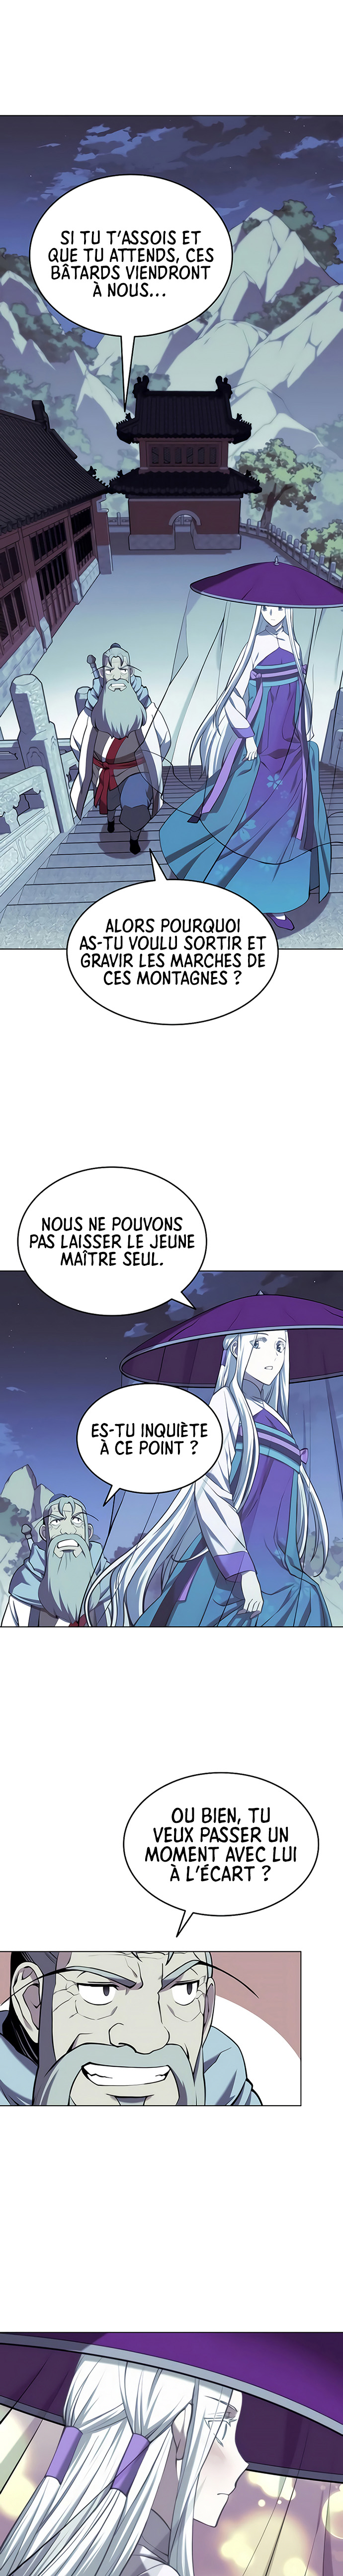 SI TU T'ASSOIS ET
QUE TU ATTENDS, CES
BÂTARDS VIENDRONT
À NOUS...
ALORS POURQUOI
AS-TU VOULU SORTIR ET
GRAVIR LES MARCHES DE
CES MONTAGNES ?
NOUS NE POUVONS
PAS LAISSER LE JEUNE
MAÎTRE SEUL.
ES-TU INQUIÈTE
À CE POINT ?
OU BIEN, TU
VEUX PASSER UN
MOMENT AVEC LUI
À L'ÉCART ?